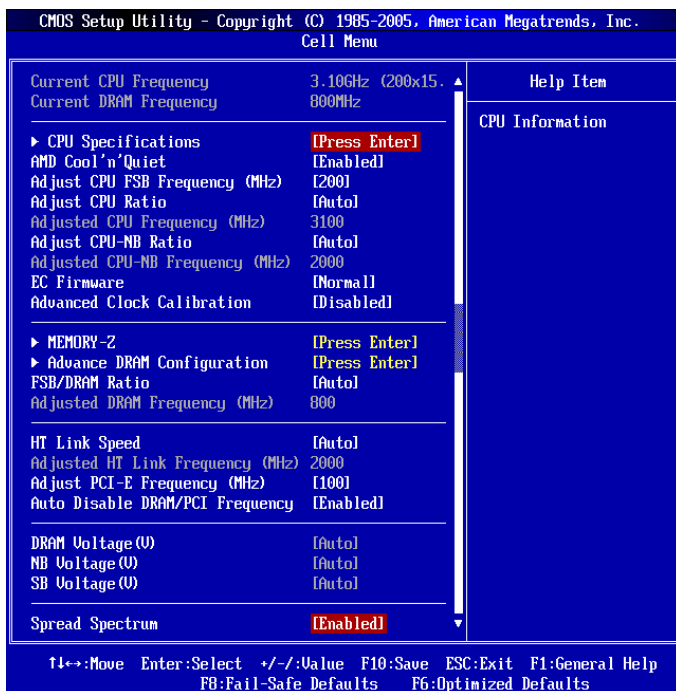 CMOS Setup Utility - Copyright (C) 1985-2005, American Megatrends, Inc.
Cell Menu
Current CPU Frequency 3.10GHz (200x15.
Current DRAM Frequency 800MHz
▶ CPU Specifications [Press Enter]
AMD Cool'n'Quiet [Enabled]
Adjust CPU FSB Frequency (MHz) [200]
Adjust CPU Ratio [Auto]
Adjusted CPU Frequency (MHz) 3100
Adjust CPU-NB Ratio [Auto]
Adjusted CPU-NB Frequency (MHz) 2000
EC Firmware [Normal]
Advanced Clock Calibration [Disabled]
▶ MEMORY-Z [Press Enter]
▶ Advance DRAM Configuration [Press Enter]
FSB/DRAM Ratio [Auto]
Adjusted DRAM Frequency (MHz) 800
HT Link Speed [Auto]
Adjusted HT Link Frequency (MHz) 2000
Adjust PCI-E Frequency (MHz) [100]
Auto Disable DRAM/PCI Frequency [Enabled]
DRAM Voltage(V) [Auto]
NB Voltage(V) [Auto]
SB Voltage(V) [Auto]
Spread Spectrum [Enabled]
Help Item
CPU Information
↑↓↔:Move Enter:Select +/-/:Value F10:Save ESC:Exit F1:General Help
F8:Fail-Safe Defaults F6:Optimized Defaults